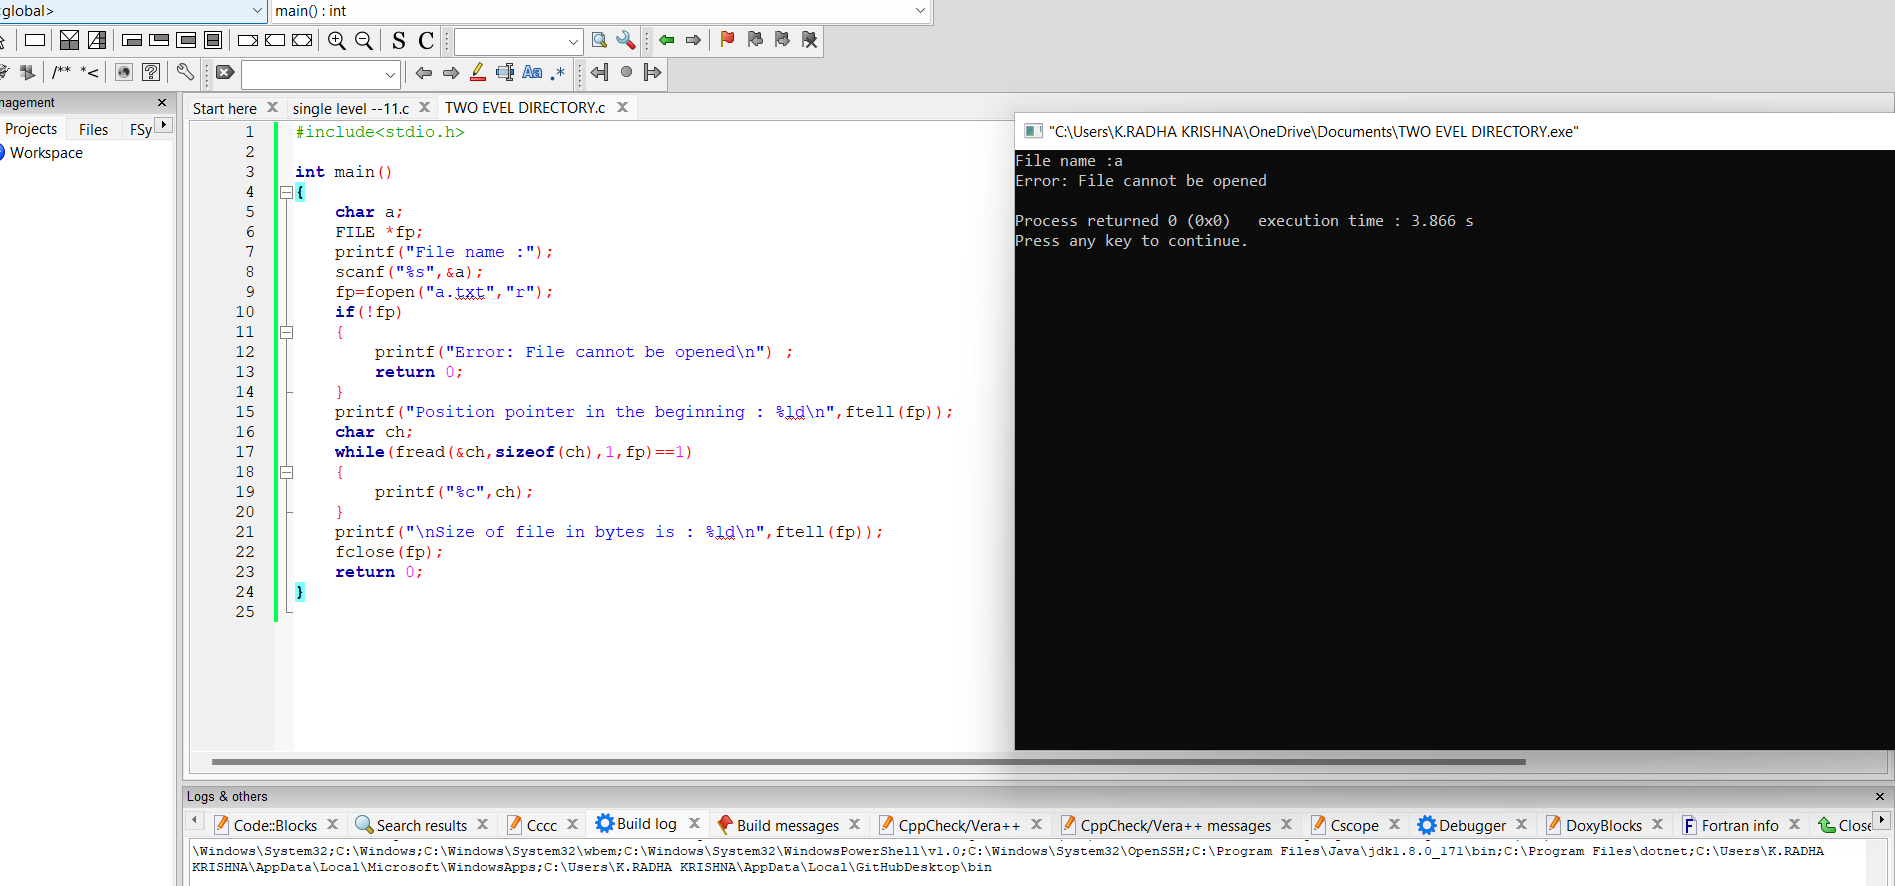 <global>
main() : int
S C
/** *<
Aa .*
nagement
Projects Files FSy
Workspace
Start here single level --11.c TWO EVEL DIRECTORY.c
1 #include<stdio.h>
2
3 int main()
4 {
5 char a;
6 FILE *fp;
7 printf("File name :");
8 scanf("%s",&a);
9 fp=fopen("a.txt","r");
10 if(!fp)
11 {
12 printf("Error: File cannot be opened\n") ;
13 return 0;
14 }
15 printf("Position pointer in the beginning : %ld\n",ftell(fp));
16 char ch;
17 while(fread(&ch,sizeof(ch),1,fp)==1)
18 {
19 printf("%c",ch);
20 }
21 printf("\nSize of file in bytes is : %ld\n",ftell(fp));
22 fclose(fp);
23 return 0;
24 }
25
"C:\Users\K.RADHA KRISHNA\OneDrive\Documents\TWO EVEL DIRECTORY.exe"
File name :a
Error: File cannot be opened
Process returned 0 (0x0) execution time : 3.866 s
Press any key to continue.
Logs & others
Code::Blocks Search results Cccc Build log Build messages CppCheck/Vera++ CppCheck/Vera++ messages Cscope Debugger DoxyBlocks Fortran info Close
\Windows\System32;C:\Windows;C:\Windows\System32\wbem;C:\Windows\System32\WindowsPowerShell\v1.0;C:\Windows\System32\OpenSSH;C:\Program Files\Java\jdk1.8.0_171\bin;C:\Program Files\dotnet;C:\Users\K.RADHA
KRISHNA\AppData\Local\Microsoft\WindowsApps;C:\Users\K.RADHA KRISHNA\AppData\Local\GitHubDesktop\bin